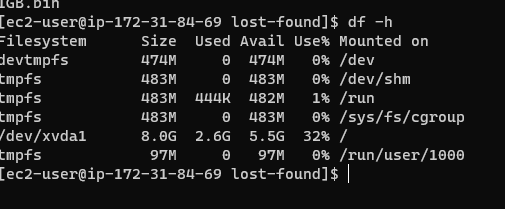 1GB.bin
[ec2-user@ip-172-31-84-69 lost-found]$ df -h
Filesystem      Size  Used Avail Use% Mounted on
devtmpfs        474M     0  474M   0% /dev
tmpfs           483M     0  483M   0% /dev/shm
tmpfs           483M  444K  482M   1% /run
tmpfs           483M     0  483M   0% /sys/fs/cgroup
/dev/xvda1      8.0G  2.6G  5.5G  32% /
tmpfs            97M     0   97M   0% /run/user/1000
[ec2-user@ip-172-31-84-69 lost-found]$